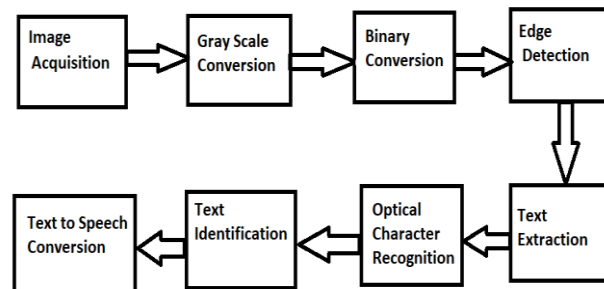 Image
Acquisition
Gray Scale
Conversion
Binary
Conversion
Edge
Detection
Text
Extraction
Optical
Character
Recognition
Text
Identification
Text to Speech
Conversion